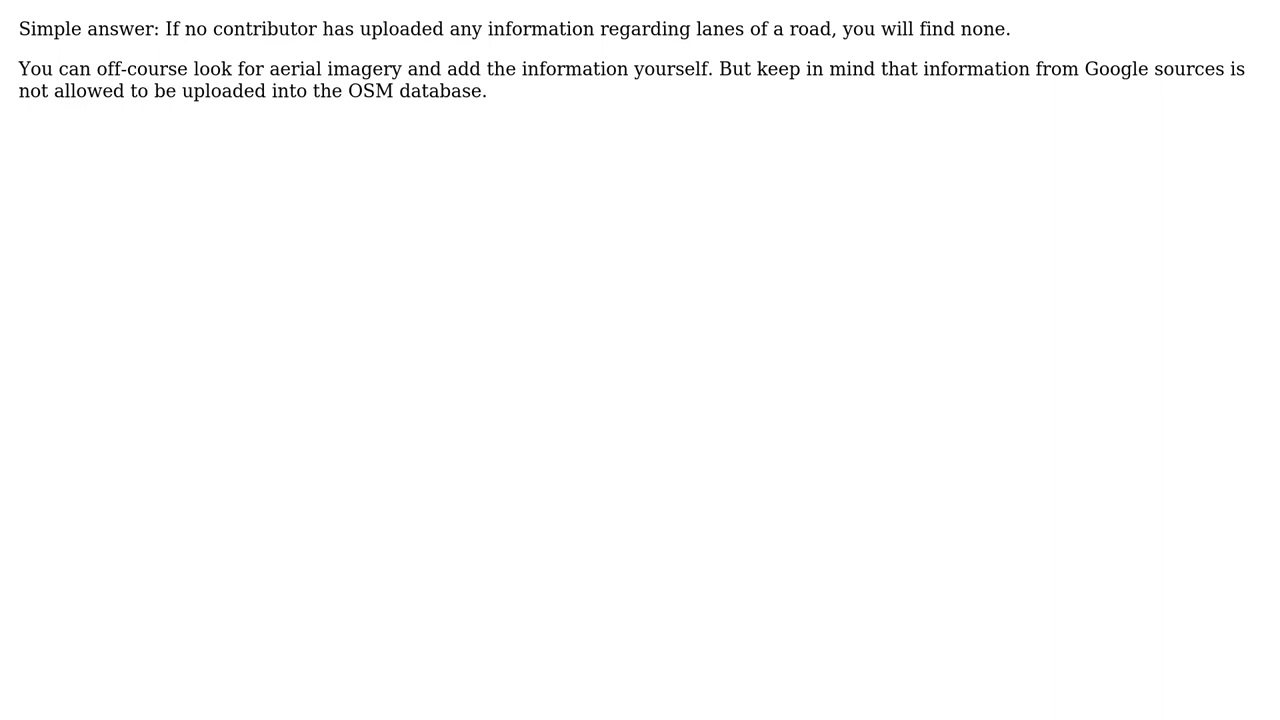 Simple answer: If no contributor has uploaded any information regarding lanes of a road, you will find none.
You can off-course look for aerial imagery and add the information yourself. But keep in mind that information from Google sources is
not allowed to be uploaded into the OSM database.